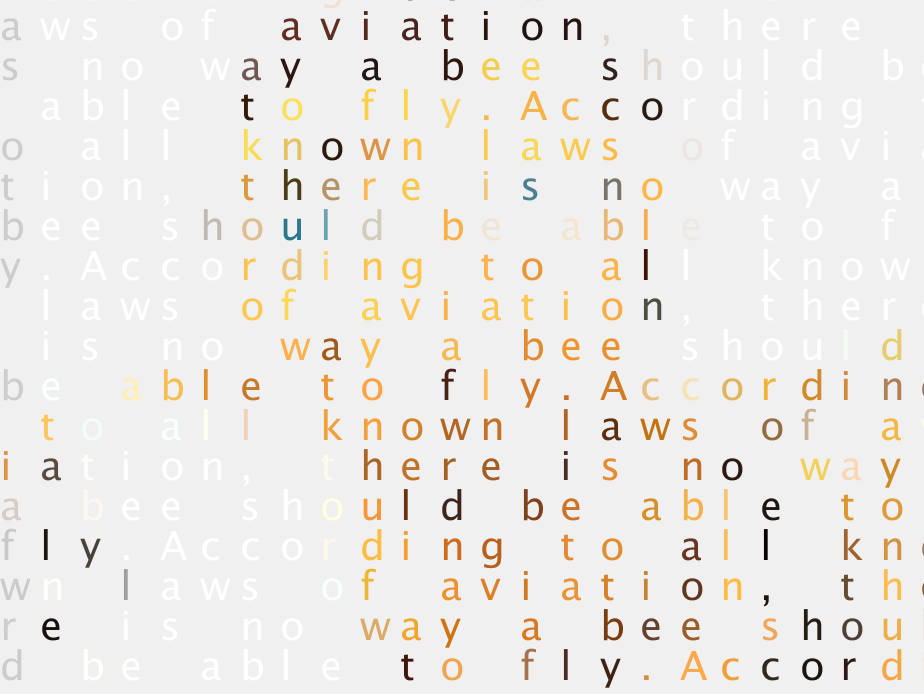 aws of aviation, there
s no way a bee should b
able to fly.According
o all known laws of avi
tion, there is no way a
bee should be able to f
y.According to all know
laws of aviation, ther
is no way a bee should
be able to fly.Accordin
to all known laws of a
iation, there is no way
a bee should be able to
fly.According to all kn
wn laws of aviation, th
re is no way a bee shou
d be able to fly.Accord